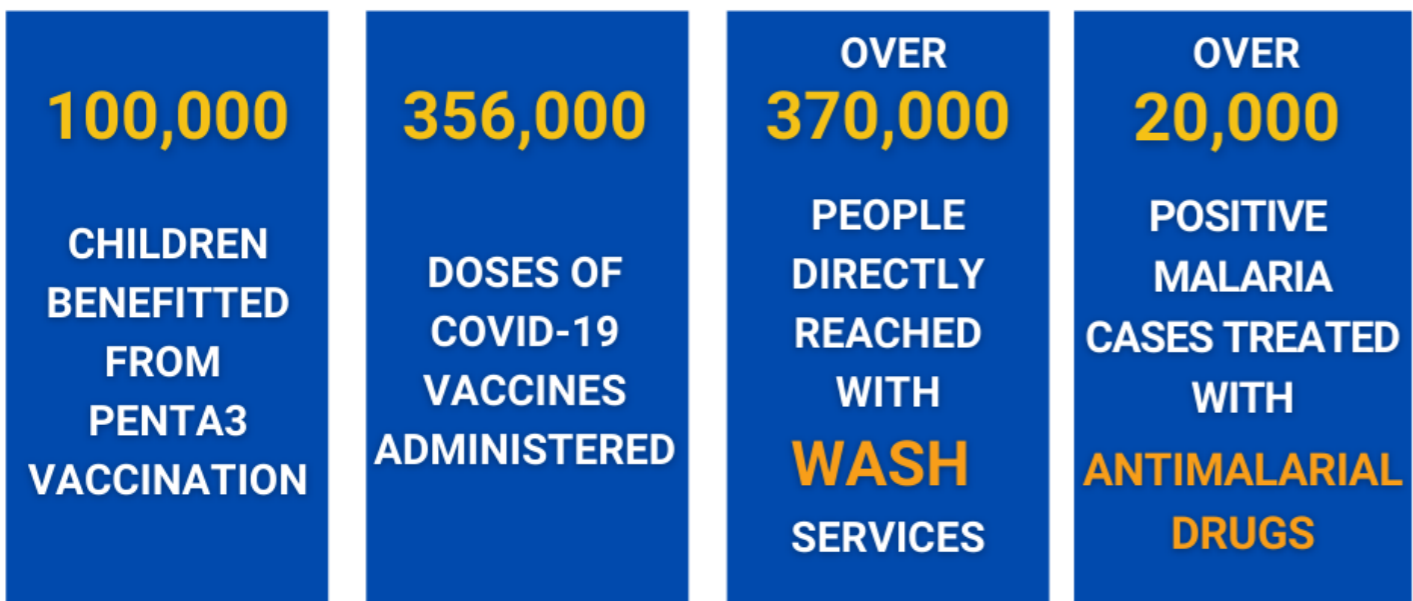 100,000
CHILDREN
BENEFITTED
FROM
PENTA3
VACCINATION
356,000
DOSES OF
COVID-19
VACCINES
ADMINISTERED
OVER
370,000
PEOPLE
DIRECTLY
REACHED
WITH
WASH
SERVICES
OVER
20,000
POSITIVE
MALARIA
CASES TREATED
WITH
ANTIMALARIAL
DRUGS